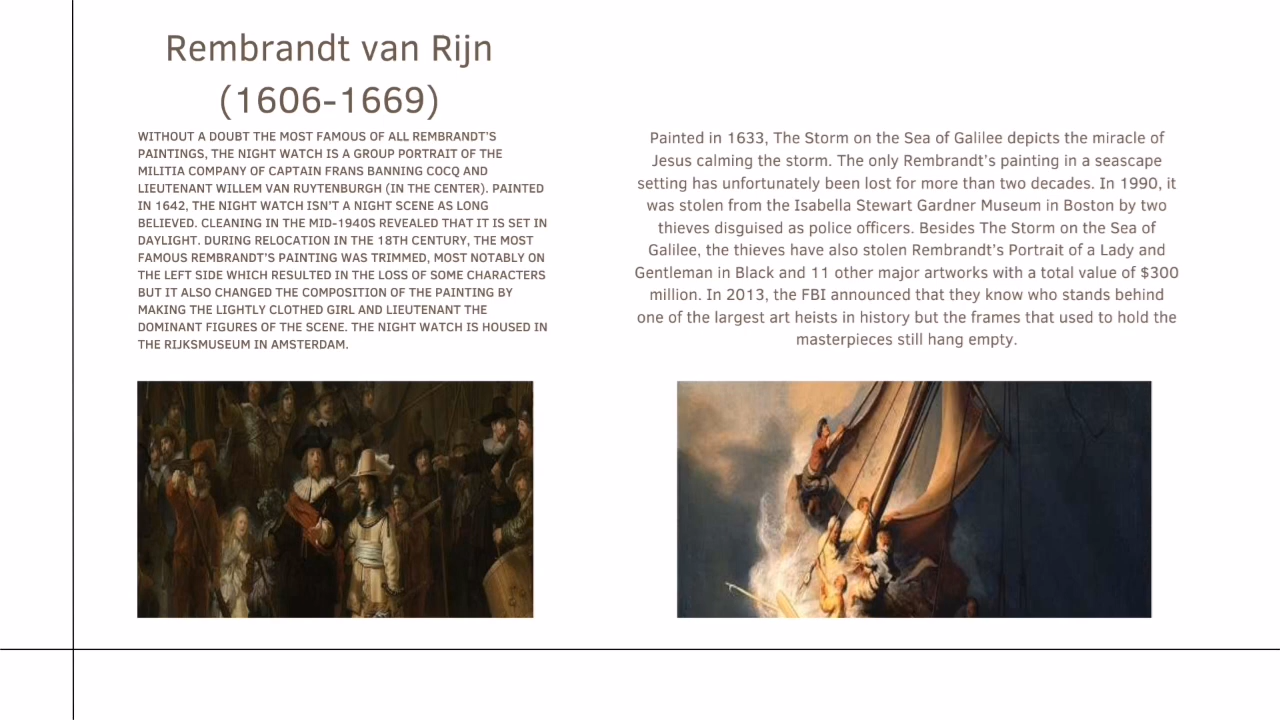 Rembrandt van Rijn
(1606-1669)
WITHOUT A DOUBT THE MOST FAMOUS OF ALL REMBRANDT'S
PAINTINGS, THE NIGHT WATCH IS A GROUP PORTRAIT OF THE
MILITIA COMPANY OF CAPTAIN FRANS BANNING COCQ AND
LIEUTENANT WILLEM VAN RUYTENBURGH (IN THE CENTER). PAINTED
IN 1642, THE NIGHT WATCH ISN'T A NIGHT SCENE AS LONG
BELIEVED. CLEANING IN THE MID-1940S REVEALED THAT IT IS SET IN
DAYLIGHT. DURING RELOCATION IN THE 18TH CENTURY, THE MOST
FAMOUS REMBRANDT'S PAINTING WAS TRIMMED, MOST NOTABLY ON
THE LEFT SIDE WHICH RESULTED IN THE LOSS OF SOME CHARACTERS
BUT IT ALSO CHANGED THE COMPOSITION OF THE PAINTING BY
MAKING THE LIGHTLY CLOTHED GIRL AND LIEUTENANT THE
DOMINANT FIGURES OF THE SCENE. THE NIGHT WATCH IS HOUSED IN
THE RIJKSMUSEUM IN AMSTERDAM.
Painted in 1633, The Storm on the Sea of Galilee depicts the miracle of
Jesus calming the storm. The only Rembrandt's painting in a seascape
setting has unfortunately been lost for more than two decades. In 1990, it
was stolen from the Isabella Stewart Gardner Museum in Boston by two
thieves disguised as police officers. Besides The Storm on the Sea of
Galilee, the thieves have also stolen Rembrandt's Portrait of a Lady and
Gentleman in Black and 11 other major artworks with a total value of $300
million. In 2013, the FBI announced that they know who stands behind
one of the largest art heists in history but the frames that used to hold the
masterpieces still hang empty.